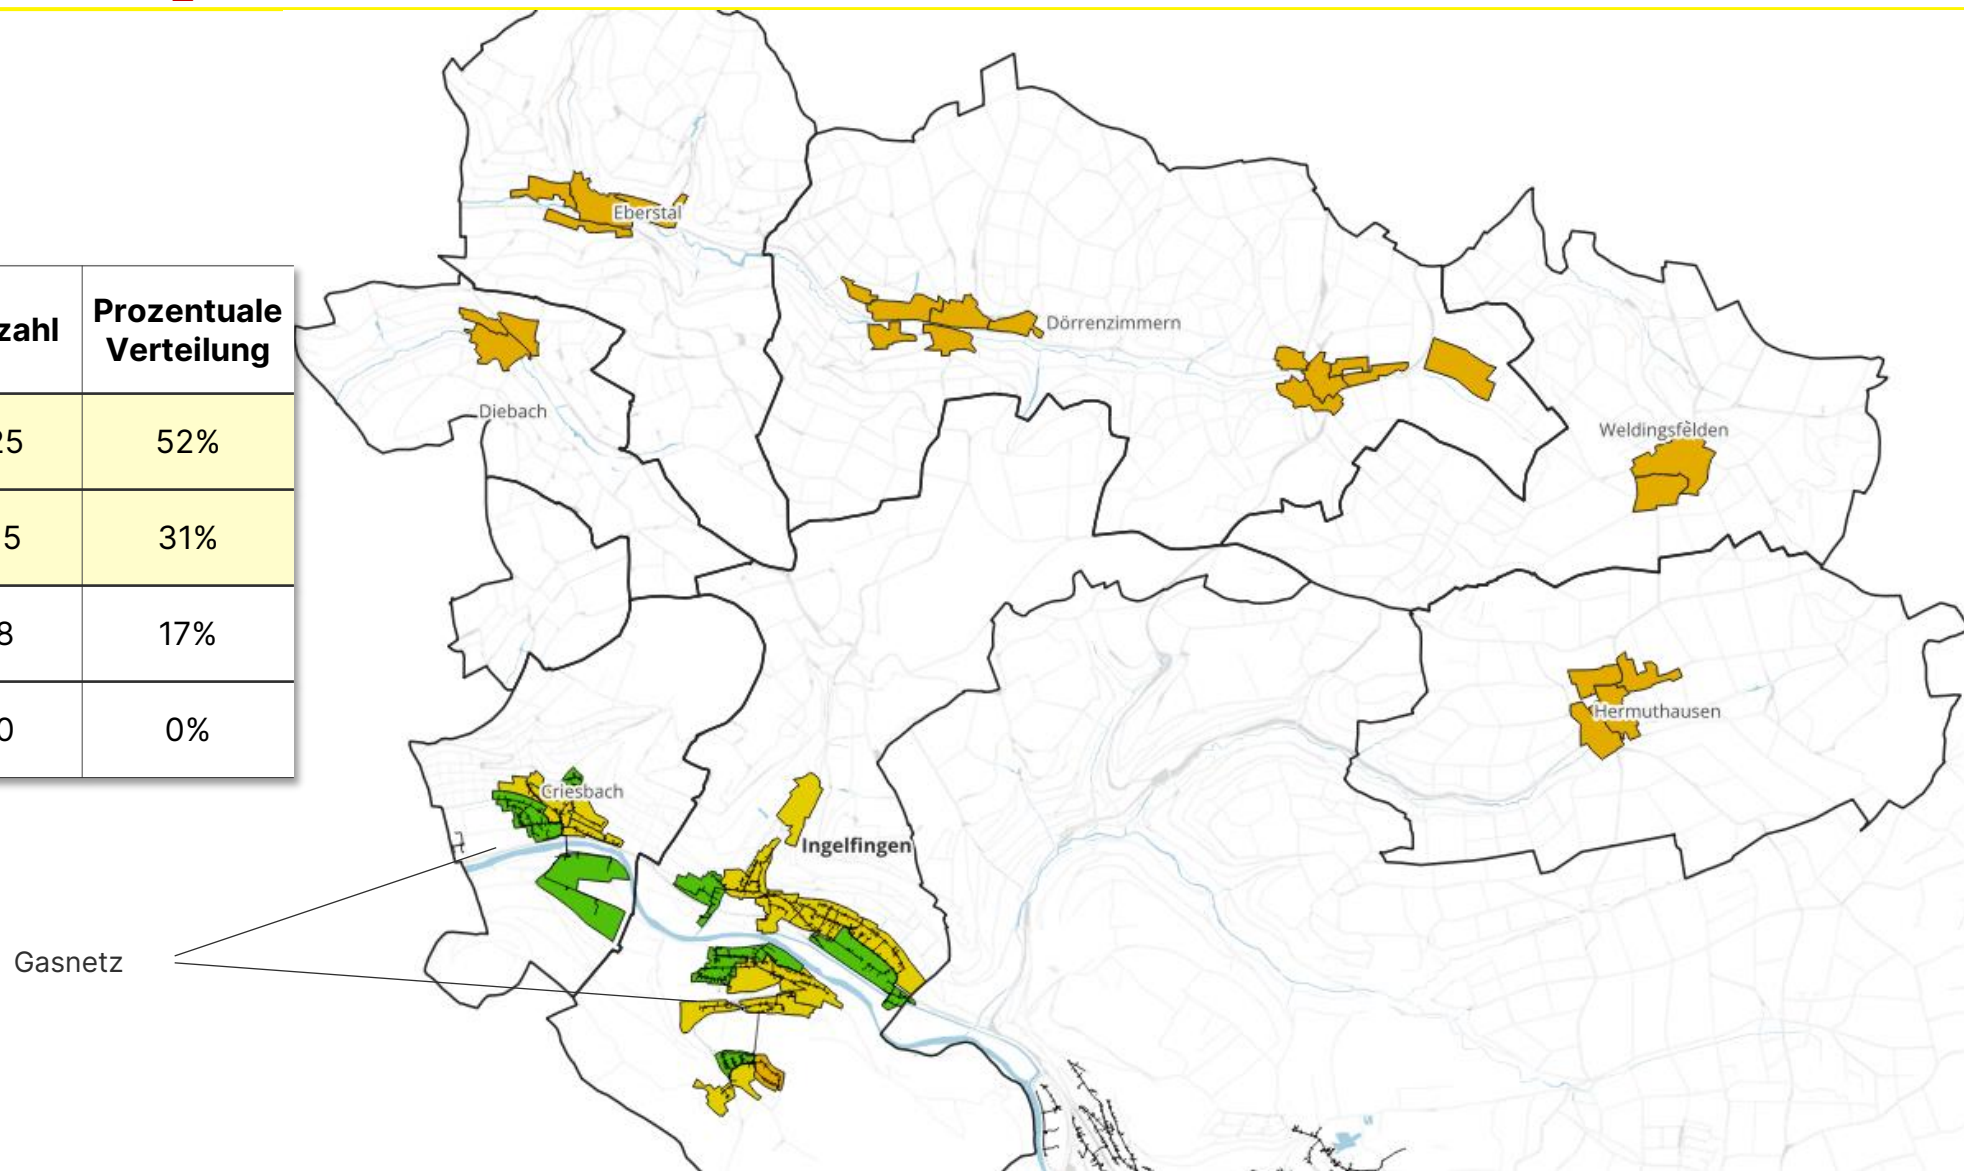 zahl
Prozentuale
Verteilung
25
52%
5
31%
8
17%
0
0%
Eberstal
Dörrenzimmern
Diebach
Weldingsfelden
Hermuthausen
Criesbach
Ingelfingen
Gasnetz